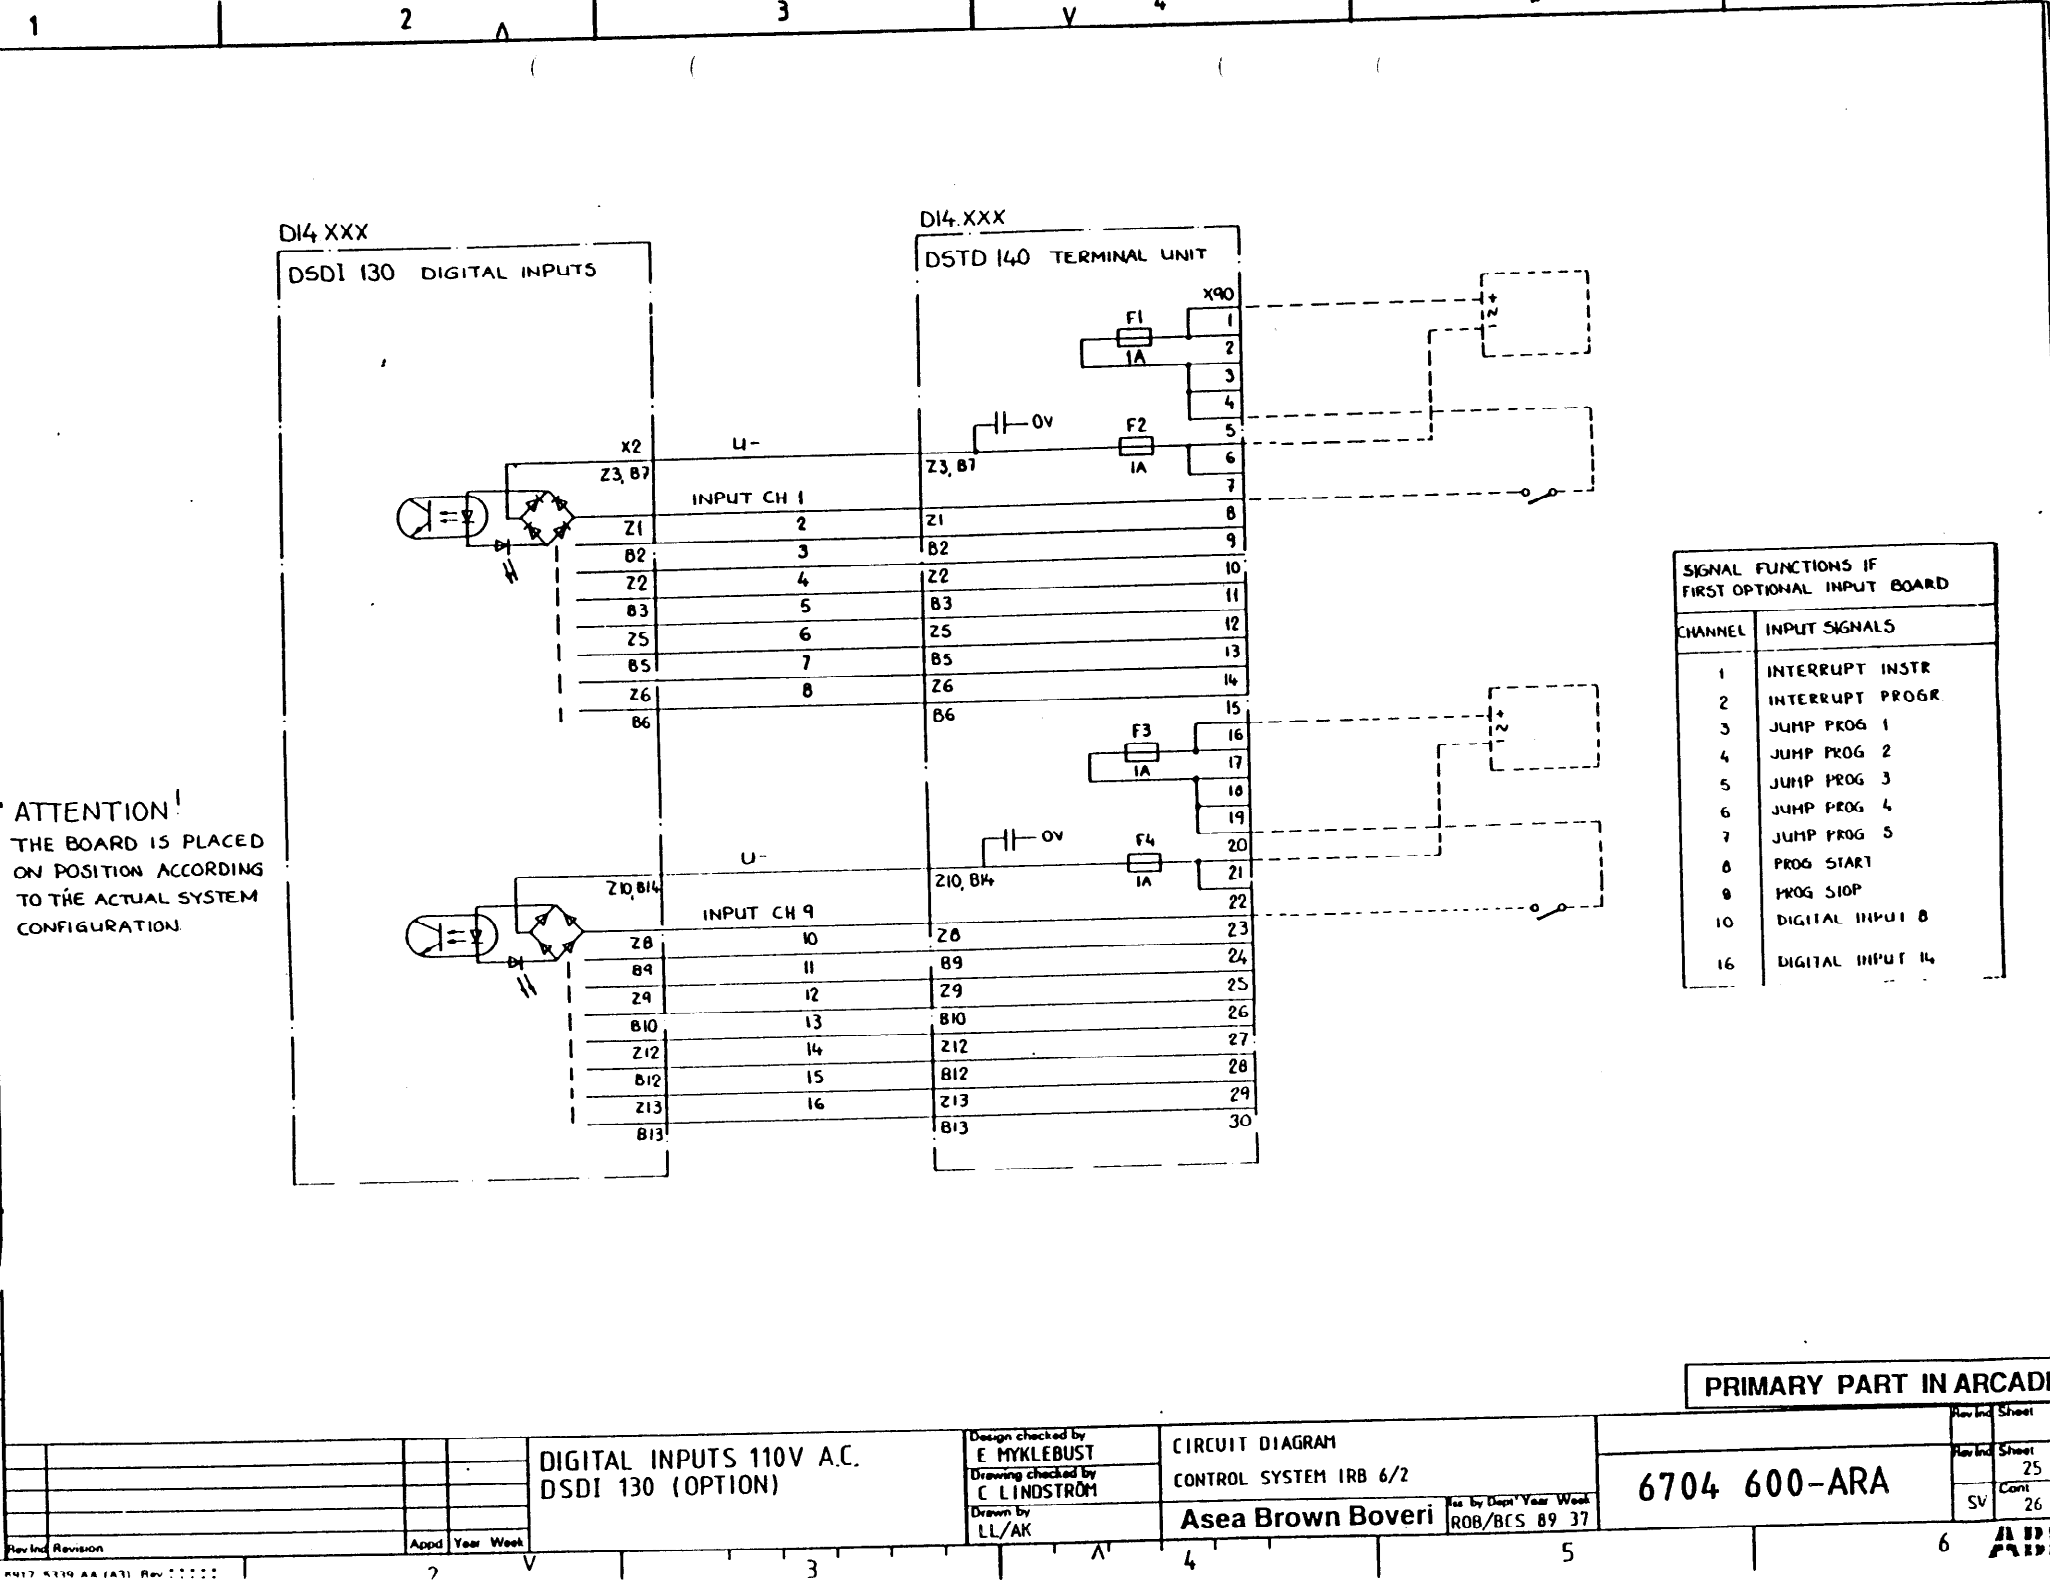 1 2 3 4
D14 XXX
DSDI 130 DIGITAL INPUTS
D14.XXX
DSTD 140 TERMINAL UNIT
X90
F1 1
1A 2
3
4
0V F2 5
X2 U- 1A 6
Z3, B7 Z3, B7 7
INPUT CH 1
Z1 2 Z1 8
B2 3 B2 9
Z2 4 Z2 10
B3 5 B3 11
Z5 6 Z5 12
B5 7 B5 13
Z6 8 Z6 14
B6 B6 15
F3 16
1A 17
18
19
0V F4 20
U- 1A 21
Z10, B14 Z10, B14 22
INPUT CH 9
Z8 10 Z8 23
B9 11 B9 24
Z9 12 Z9 25
B10 13 B10 26
Z12 14 Z12 27
B12 15 B12 28
Z13 16 Z13 29
B13 B13 30
+
~
-
+
~
-
ATTENTION!
THE BOARD IS PLACED
ON POSITION ACCORDING
TO THE ACTUAL SYSTEM
CONFIGURATION.
SIGNAL FUNCTIONS IF
FIRST OPTIONAL INPUT BOARD
CHANNEL INPUT SIGNALS
1 INTERRUPT INSTR
2 INTERRUPT PROGR.
3 JUMP PROG 1
4 JUMP PROG 2
5 JUMP PROG 3
6 JUMP PROG 4
7 JUMP PROG 5
8 PROG START
9 PROG STOP
10 DIGITAL INPUT 8
16 DIGITAL INPUT 14
PRIMARY PART IN ARCAD
Rev Ind Revision Appd Year Week
DIGITAL INPUTS 110V A.C.
DSDI 130 (OPTION)
Design checked by
E MYKLEBUST
Drawing checked by
C LINDSTRÖM
Drawn by
LL/AK
CIRCUIT DIAGRAM
CONTROL SYSTEM IRB 6/2
Asea Brown Boveri
Iss by Dept Year Week
ROB/BCS 89 37
6704 600-ARA
Rev Ind Sheet
Rev Ind Sheet
25
SV Cont
26
2 3 4 5 6